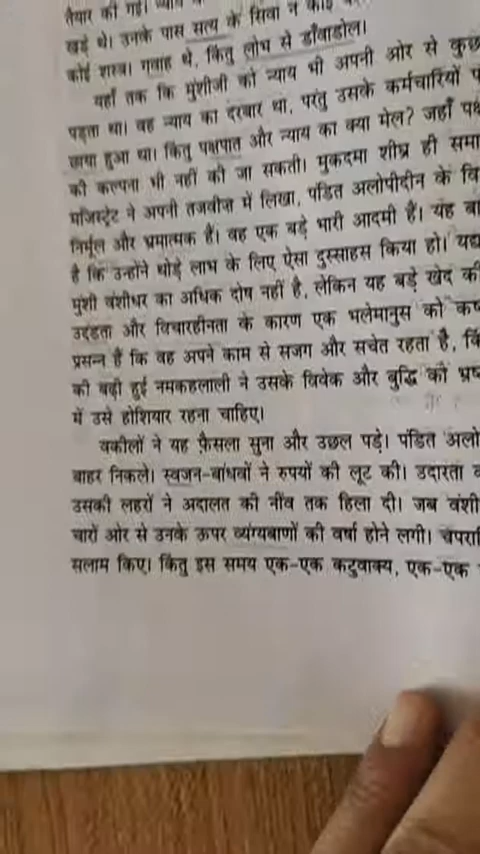 तैयार की गई।
खड़े थे। उनके पास सत्य के सिवा न कोई
कोई शस्त्र। गवाह थे, किंतु लोभ से डाँवाडोल।
यहाँ तक कि मुंशीजी को न्याय भी अपनी ओर से कुछ
पड़ता था। वह न्याय का दरबार था, परंतु उसके कर्मचारियों
छाया हुआ था। किंतु पक्षपात और न्याय का क्या मेल? जहाँ
की कल्पना भी नहीं की जा सकती। मुकदमा शीघ्र ही
मजिस्ट्रेट ने अपनी तजवीज़ में लिखा, पंडित अलोपीदीन के
निर्मूल और भ्रमात्मक हैं। वह एक बड़े भारी आदमी हैं। यह
है कि उन्होंने थोड़े लाभ के लिए ऐसा दुस्साहस किया हो।
मुंशी वंशीधर का अधिक दोष नहीं है, लेकिन यह बड़े खेद की
उद्दंडता और विचारहीनता के कारण एक भलेमानुस को
प्रसन्न हैं कि वह अपने काम से सजग और सचेत रहता है,
की बढ़ी हुई नमकहलाली ने उसके विवेक और बुद्धि को
में उसे होशियार रहना चाहिए।
वकीलों ने यह फ़ैसला सुना और उछल पड़े। पंडित अलो
बाहर निकले। स्वजन-बांधवों ने रुपयों की लूट की। उदारता
उसकी लहरों ने अदालत की नींव तक हिला दी। जब वंशी
चारों ओर से उनके ऊपर व्यंग्यबाणों की वर्षा होने लगी। चपरा
सलाम किए। किंतु इस समय एक-एक कटुवाक्य, एक-एक